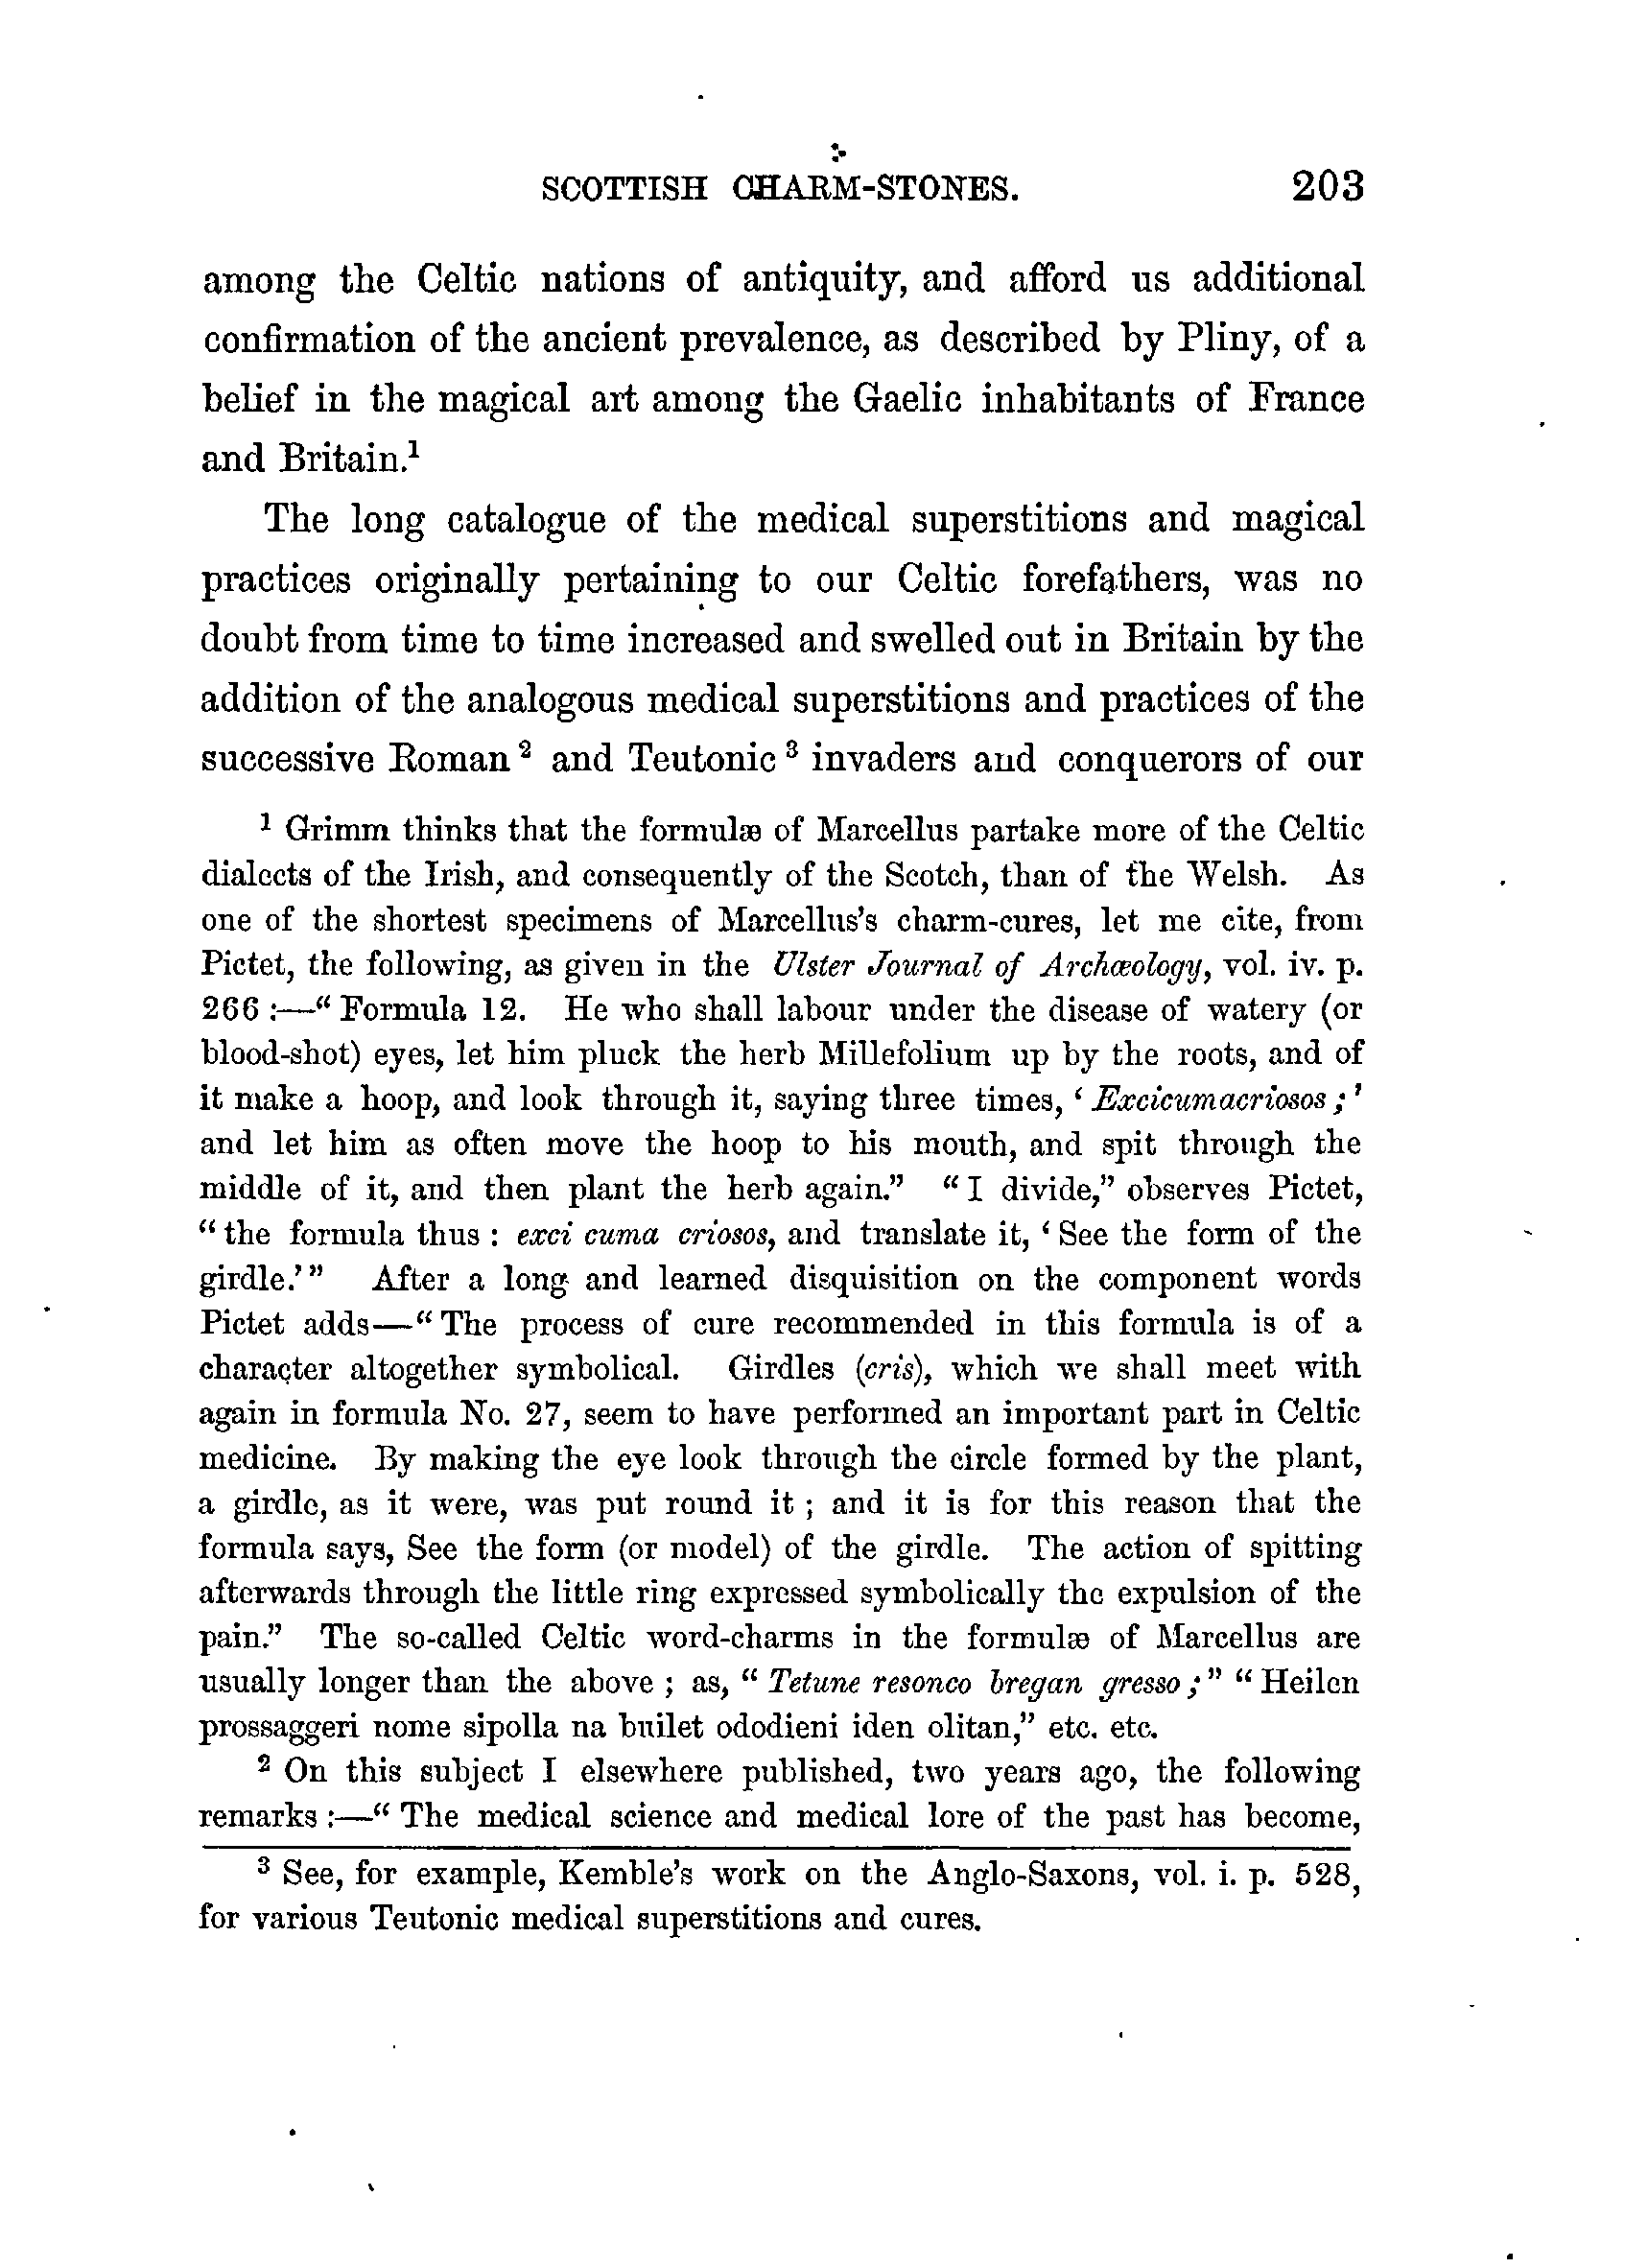 SCOTTISH CHARM-STONES. 203
among the Celtic nations of antiquity, and afford us additional
confirmation of the ancient prevalence, as described by Pliny, of a
belief in the magical art among the Gaelic inhabitants of France
and Britain.¹
The long catalogue of the medical superstitions and magical
practices originally pertaining to our Celtic forefathers, was no
doubt from time to time increased and swelled out in Britain by the
addition of the analogous medical superstitions and practices of the
successive Roman ² and Teutonic ³ invaders and conquerors of our
¹ Grimm thinks that the formulæ of Marcellus partake more of the Celtic
dialects of the Irish, and consequently of the Scotch, than of the Welsh. As
one of the shortest specimens of Marcellus's charm-cures, let me cite, from
Pictet, the following, as given in the Ulster Journal of Archæology, vol. iv. p.
266 :—“ Formula 12. He who shall labour under the disease of watery (or
blood-shot) eyes, let him pluck the herb Millefolium up by the roots, and of
it make a hoop, and look through it, saying three times, ‘ Excicumacriosos ;’
and let him as often move the hoop to his mouth, and spit through the
middle of it, and then plant the herb again.” “ I divide,” observes Pictet,
“ the formula thus : exci cuma criosos, and translate it, ‘ See the form of the
girdle.’ ” After a long and learned disquisition on the component words
Pictet adds—“ The process of cure recommended in this formula is of a
character altogether symbolical. Girdles (cris), which we shall meet with
again in formula No. 27, seem to have performed an important part in Celtic
medicine. By making the eye look through the circle formed by the plant,
a girdle, as it were, was put round it ; and it is for this reason that the
formula says, See the form (or model) of the girdle. The action of spitting
afterwards through the little ring expressed symbolically the expulsion of the
pain.” The so-called Celtic word-charms in the formulæ of Marcellus are
usually longer than the above ; as, “ Tetune resonco bregan gresso ;” “ Heilen
prossaggeri nome sipolla na builet ododieni iden olitan,” etc. etc.
² On this subject I elsewhere published, two years ago, the following
remarks :—“ The medical science and medical lore of the past has become,
³ See, for example, Kemble's work on the Anglo-Saxons, vol. i. p. 528,
for various Teutonic medical superstitions and cures.